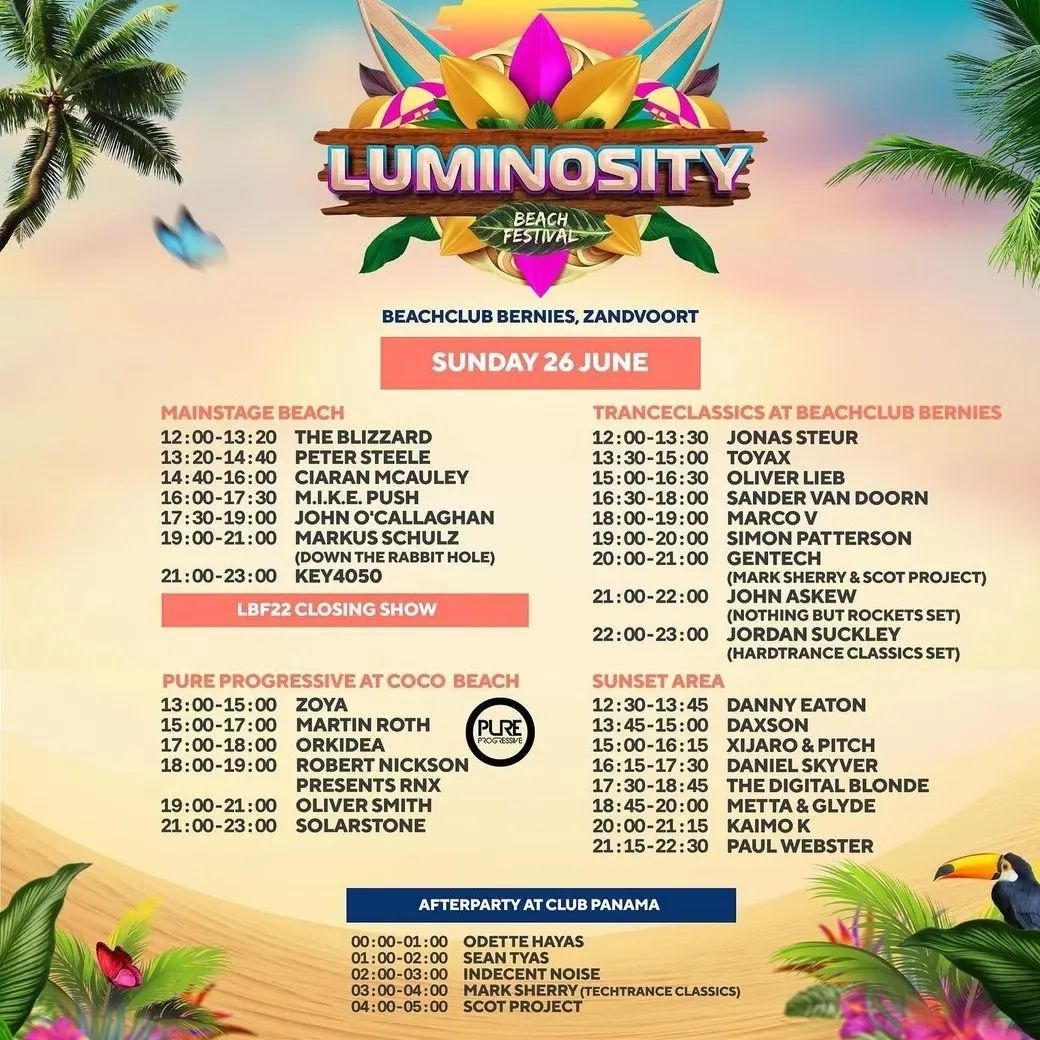 LUMINOSITY
BEACH
FESTIVAL
BEACHCLUB BERNIES, ZANDVOORT
SUNDAY 26 JUNE
MAINSTAGE BEACH
12:00-13:20 THE BLIZZARD
13:20-14:40 PETER STEELE
14:40-16:00 CIARAN MCAULEY
16:00-17:30 M.I.K.E. PUSH
17:30-19:00 JOHN O'CALLAGHAN
19:00-21:00 MARKUS SCHULZ
(DOWN THE RABBIT HOLE)
21:00-23:00 KEY4050
LBF22 CLOSING SHOW
TRANCECLASSICS AT BEACHCLUB BERNIES
12:00-13:30 JONAS STEUR
13:30-15:00 TOYAX
15:00-16:30 OLIVER LIEB
16:30-18:00 SANDER VAN DOORN
18:00-19:00 MARCO V
19:00-20:00 SIMON PATTERSON
20:00-21:00 GENTECH
(MARK SHERRY & SCOT PROJECT)
21:00-22:00 JOHN ASKEW
(NOTHING BUT ROCKETS SET)
22:00-23:00 JORDAN SUCKLEY
(HARDTRANCE CLASSICS SET)
PURE PROGRESSIVE AT COCO BEACH
13:00-15:00 ZOYA
15:00-17:00 MARTIN ROTH
17:00-18:00 ORKIDEA
18:00-19:00 ROBERT NICKSON
PRESENTS RNX
19:00-21:00 OLIVER SMITH
21:00-23:00 SOLARSTONE
PURE
PROGRESSIVE
SUNSET AREA
12:30-13:45 DANNY EATON
13:45-15:00 DAXSON
15:00-16:15 XIJARO & PITCH
16:15-17:30 DANIEL SKYVER
17:30-18:45 THE DIGITAL BLONDE
18:45-20:00 METTA & GLYDE
20:00-21:15 KAIMO K
21:15-22:30 PAUL WEBSTER
AFTERPARTY AT CLUB PANAMA
00:00-01:00 ODETTE HAYAS
01:00-02:00 SEAN TYAS
02:00-03:00 INDECENT NOISE
03:00-04:00 MARK SHERRY (TECHTRANCE CLASSICS)
04:00-05:00 SCOT PROJECT